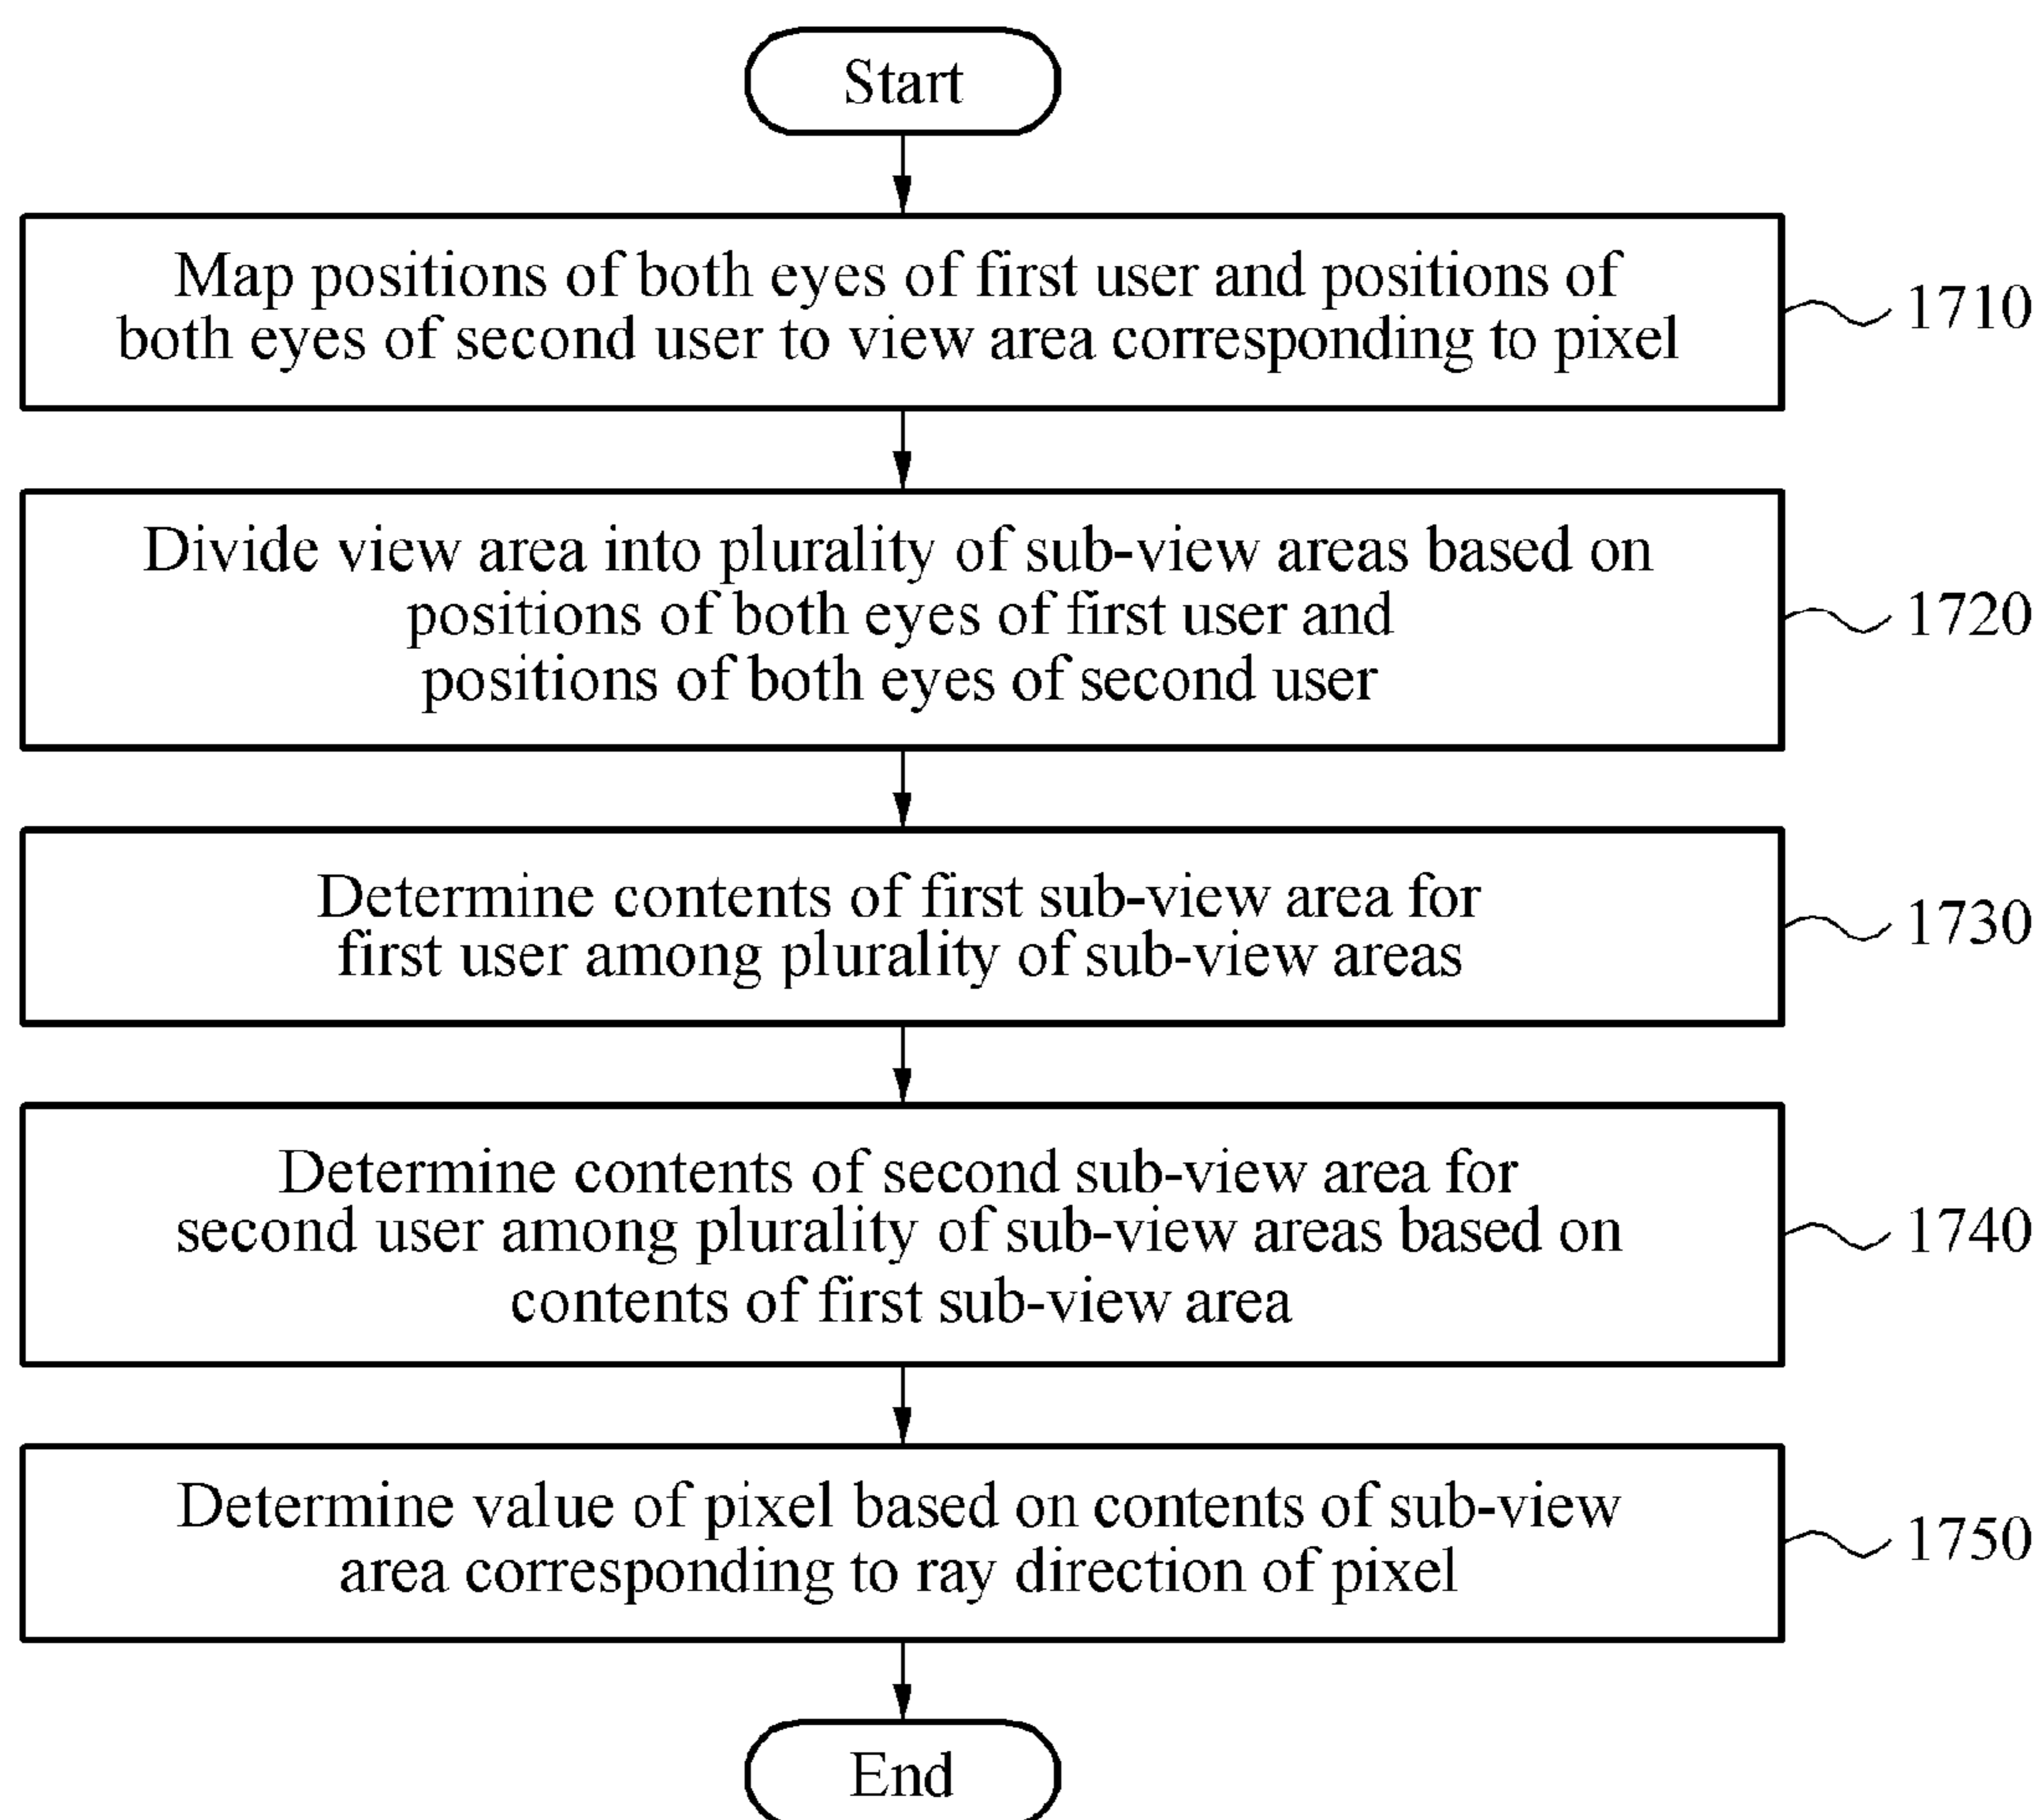 Start
Map positions of both eyes of first user and positions of
both eyes of second user to view area corresponding to pixel
1710
Divide view area into plurality of sub-view areas based on
positions of both eyes of first user and
positions of both eyes of second user
1720
Determine contents of first sub-view area for
first user among plurality of sub-view areas
1730
Determine contents of second sub-view area for
second user among plurality of sub-view areas based on
contents of first sub-view area
1740
Determine value of pixel based on contents of sub-view
area corresponding to ray direction of pixel
1750
End